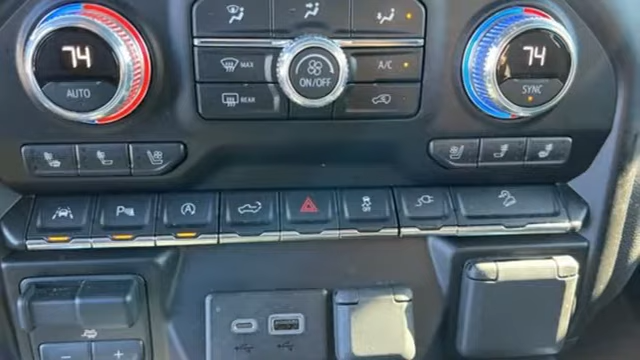 74
AUTO
MAX
A/C
ON/OFF
REAR
74
SYNC
P
A
- +